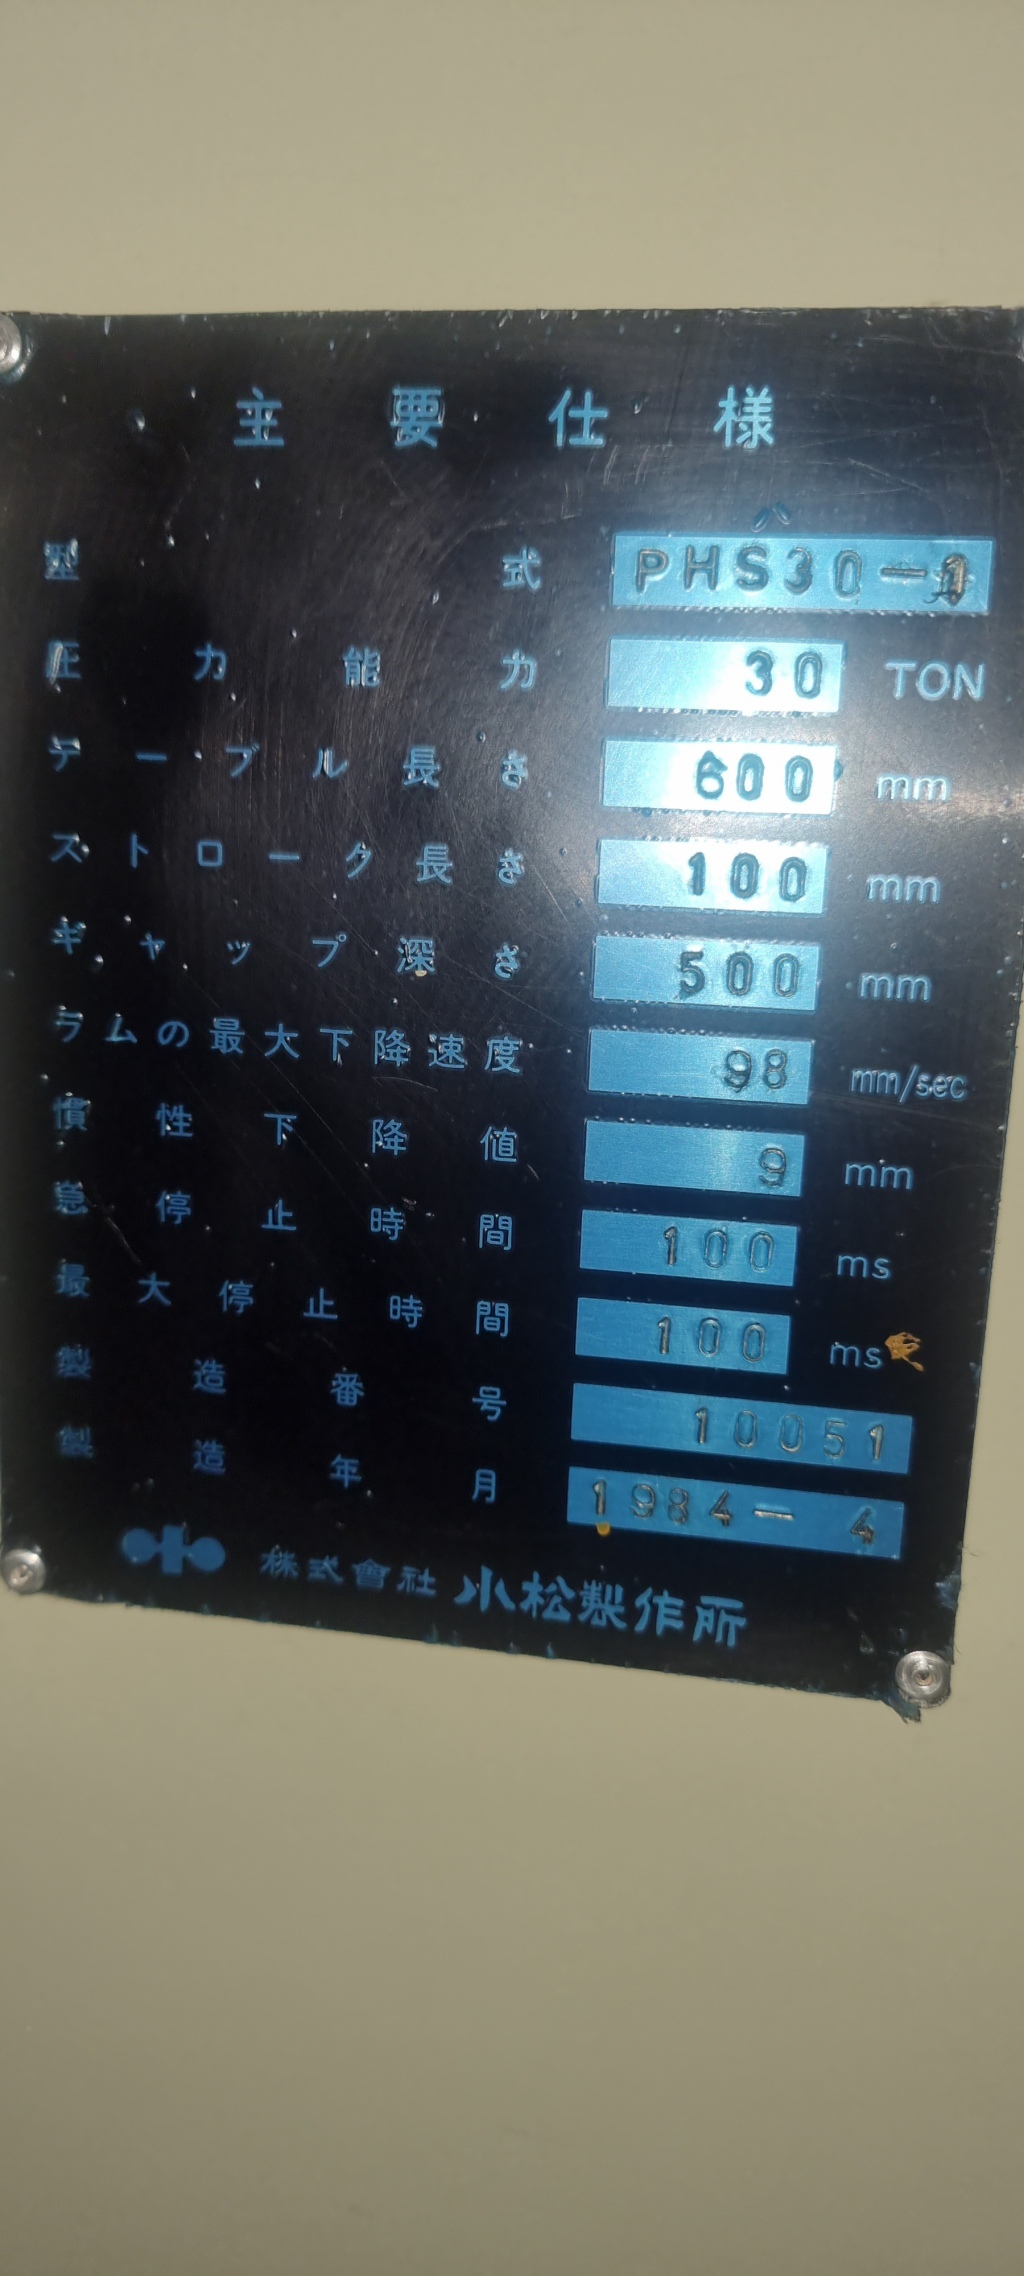 主要仕様
型式 PHS30-1
圧力能力 30 TON
テーブル長さ 600 mm
ストローク長さ 100 mm
ギャップ深さ 500 mm
ラムの最大下降速度 98 mm/sec
慣性下降値 9 mm
急停止時間 100 ms
最大停止時間 100 ms
製造番号 10051
製造年月 1984-4
株式會社 小松製作所